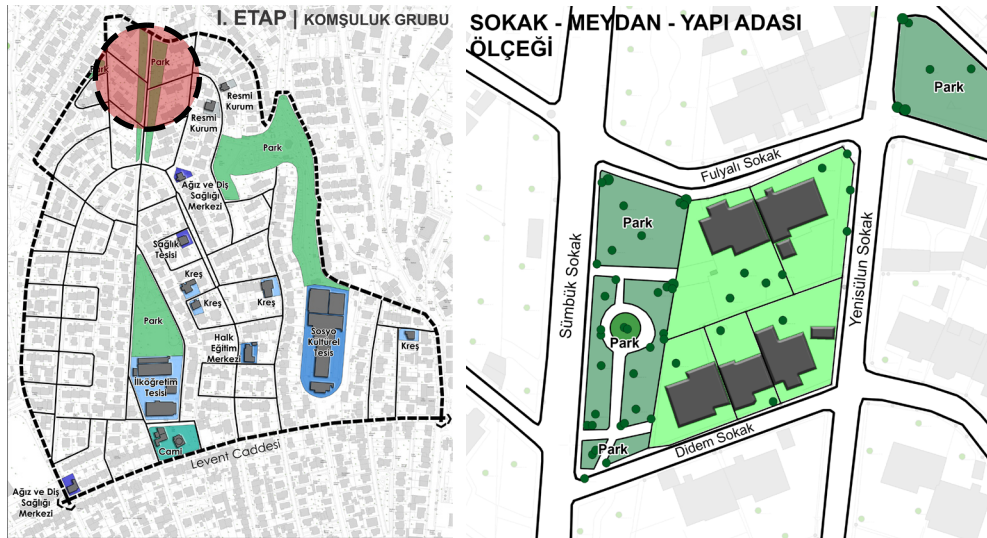 I. ETAP | KOMŞULUK GRUBU
Park
Park
Resmi
Kurum
Resmi
Kurum
Park
Ağız ve Diş
Sağlığı
Merkezi
Sağlık
Tesisi
Kreş
Kreş
Kreş
Park
Halk
Eğitim
Merkezi
Sosyo
Kültürel
Tesis
Kreş
İlköğretim
Tesisi
Cami
Levent Caddesi
Ağız ve Diş
Sağlığı
Merkezi
SOKAK - MEYDAN - YAPI ADASI
ÖLÇEĞİ
Park
Fulyalı Sokak
Park
Sümbük Sokak
Yenisülün Sokak
Park
Didem Sokak
Park